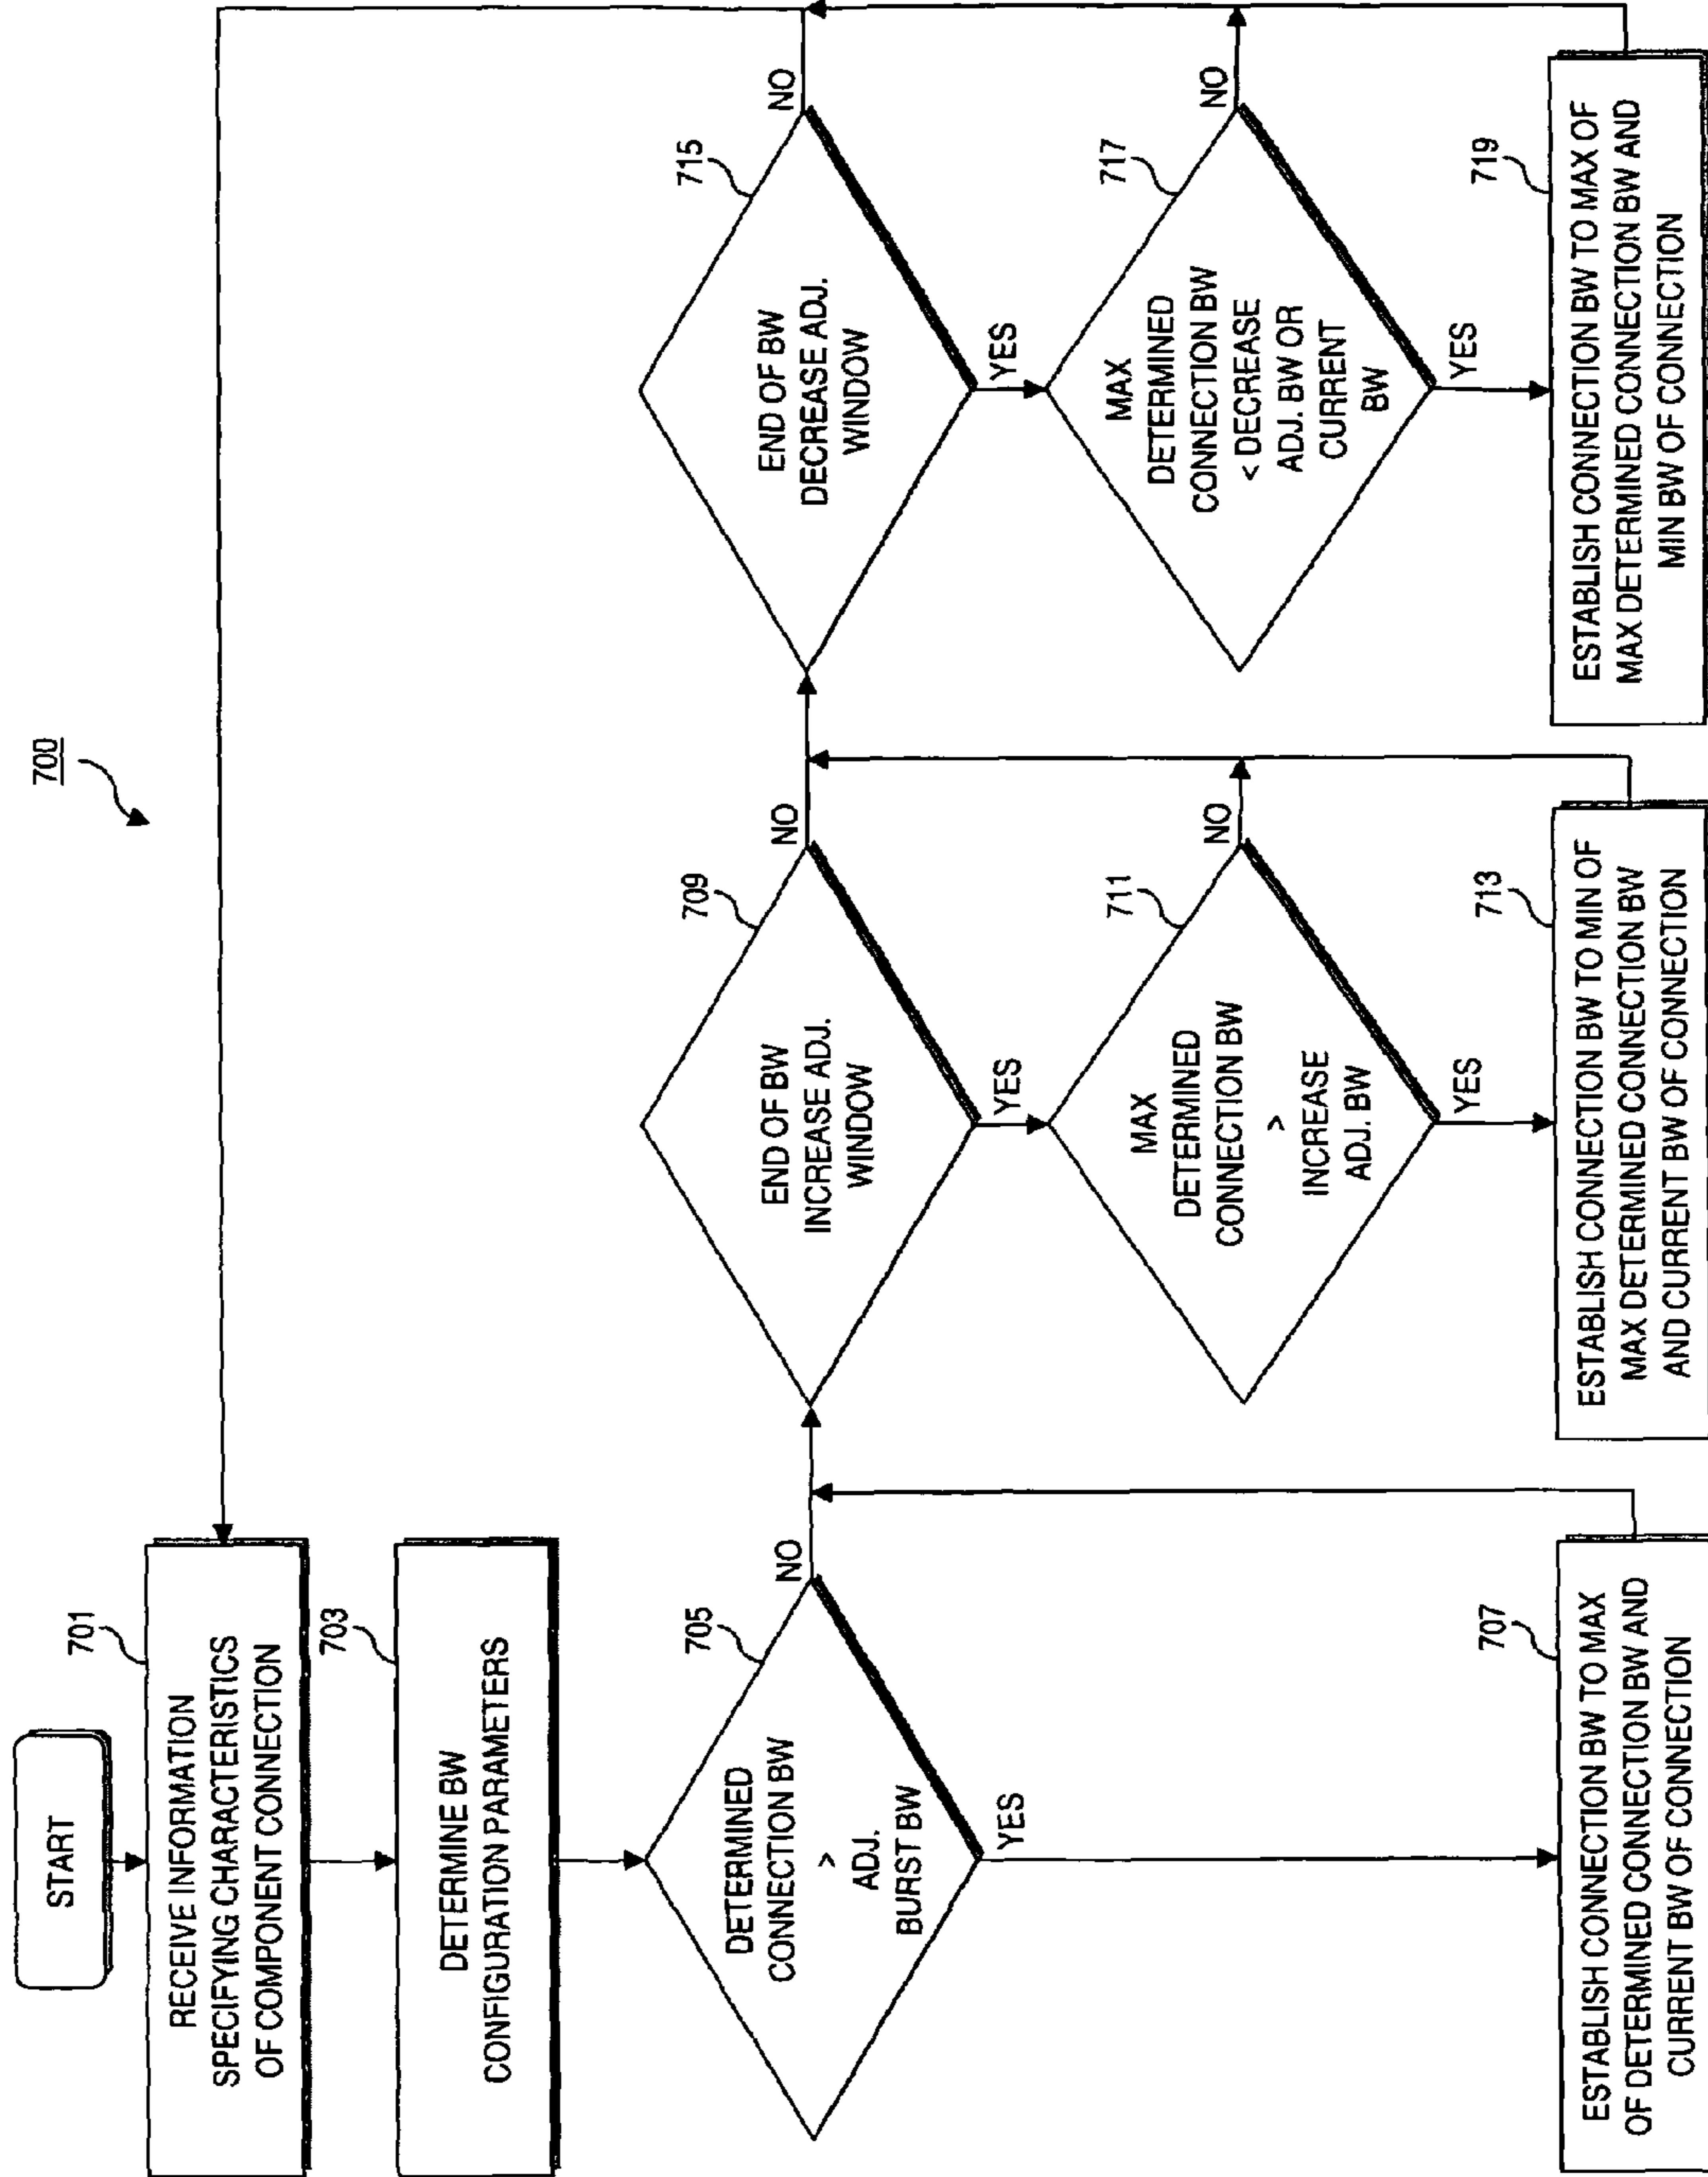 700
START
701
RECEIVE INFORMATION
SPECIFYING CHARACTERISTICS
OF COMPONENT CONNECTION
703
DETERMINE BW
CONFIGURATION PARAMETERS
705
DETERMINED
CONNECTION BW
>
ADJ.
BURST BW
NO
YES
707
ESTABLISH CONNECTION BW TO MAX
OF DETERMINED CONNECTION BW AND
CURRENT BW OF CONNECTION
709
END OF BW
INCREASE ADJ.
WINDOW
NO
YES
711
MAX
DETERMINED
CONNECTION BW
>
INCREASE
ADJ. BW
NO
YES
713
ESTABLISH CONNECTION BW TO MIN OF
MAX DETERMINED CONNECTION BW
AND CURRENT BW OF CONNECTION
715
END OF BW
DECREASE ADJ.
WINDOW
NO
YES
717
MAX
DETERMINED
CONNECTION BW
< DECREASE
ADJ. BW OR
CURRENT
BW
NO
YES
719
ESTABLISH CONNECTION BW TO MAX OF
MAX DETERMINED CONNECTION BW AND
MIN BW OF CONNECTION